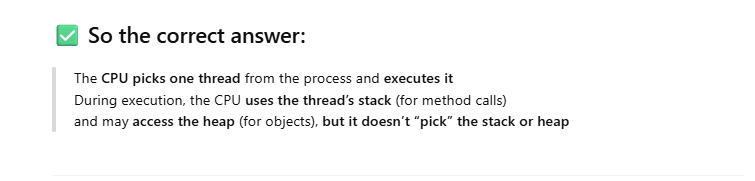 ✅ So the correct answer:
The CPU picks one thread from the process and executes it
During execution, the CPU uses the thread’s stack (for method calls)
and may access the heap (for objects), but it doesn’t “pick” the stack or heap